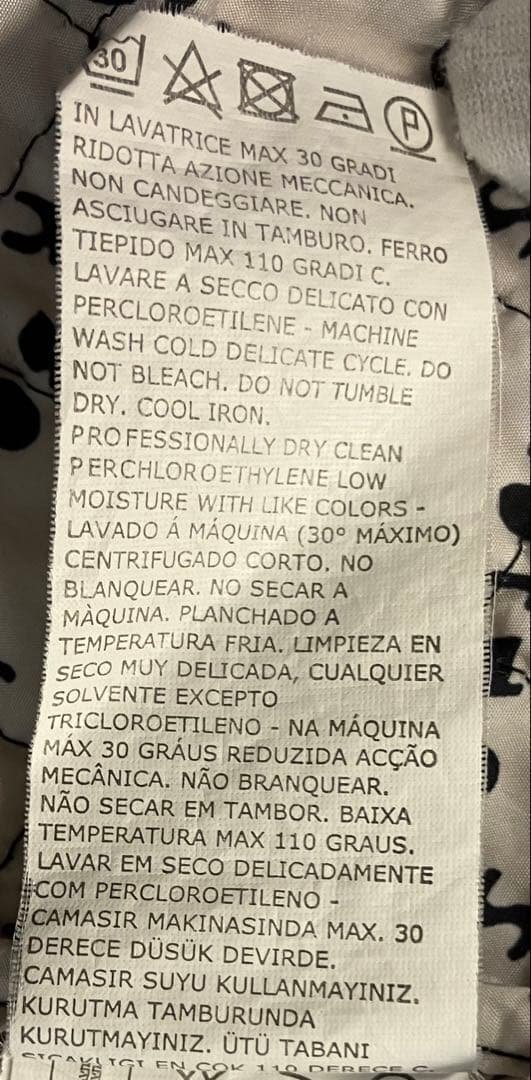 30
P
IN LAVATRICE MAX 30 GRADI
RIDOTTA AZIONE MECCANICA.
NON CANDEGGIARE. NON
ASCIUGARE IN TAMBURO. FERRO
TIEPIDO MAX 110 GRADI C.
LAVARE A SECCO DELICATO CON
PERCLOROETILENE - MACHINE
WASH COLD DELICATE CYCLE. DO
NOT BLEACH. DO NOT TUMBLE
DRY. COOL IRON.
PROFESSIONALLY DRY CLEAN
PERCHLOROETHYLENE LOW
MOISTURE WITH LIKE COLORS -
LAVADO Á MÁQUINA (30° MÁXIMO)
CENTRIFUGADO CORTO. NO
BLANQUEAR. NO SECAR A
MÀQUINA. PLANCHADO A
TEMPERATURA FRIA. LIMPIEZA EN
SECO MUY DELICADA, CUALQUIER
SOLVENTE EXCEPTO
TRICLOROETILENO - NA MÁQUINA
MÁX 30 GRÁUS REDUZIDA ACÇÃO
MECÂNICA. NÃO BRANQUEAR.
NÃO SECAR EM TAMBOR. BAIXA
TEMPERATURA MAX 110 GRAUS.
LAVAR EM SECO DELICADAMENTE
COM PERCLOROETILENO -
CAMASIR MAKINASINDA MAX. 30
DERECE DÜSÜK DEVIRDE.
CAMASIR SUYU KULLANMAYINIZ.
KURUTMA TAMBURUNDA
KURUTMAYINIZ. ÜTÜ TABANI
SICAKLIGI EN COK 110 DERECE C.